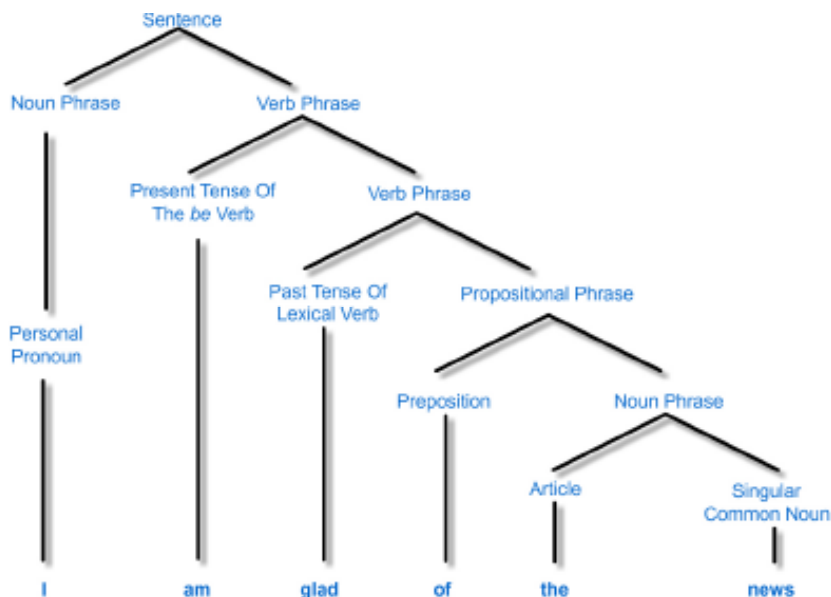 Sentence
Noun Phrase
Verb Phrase
Present Tense Of
The be Verb
Verb Phrase
Past Tense Of
Lexical Verb
Propositional Phrase
Personal
Pronoun
Preposition
Noun Phrase
Article
Singular
Common Noun
I am glad of the news